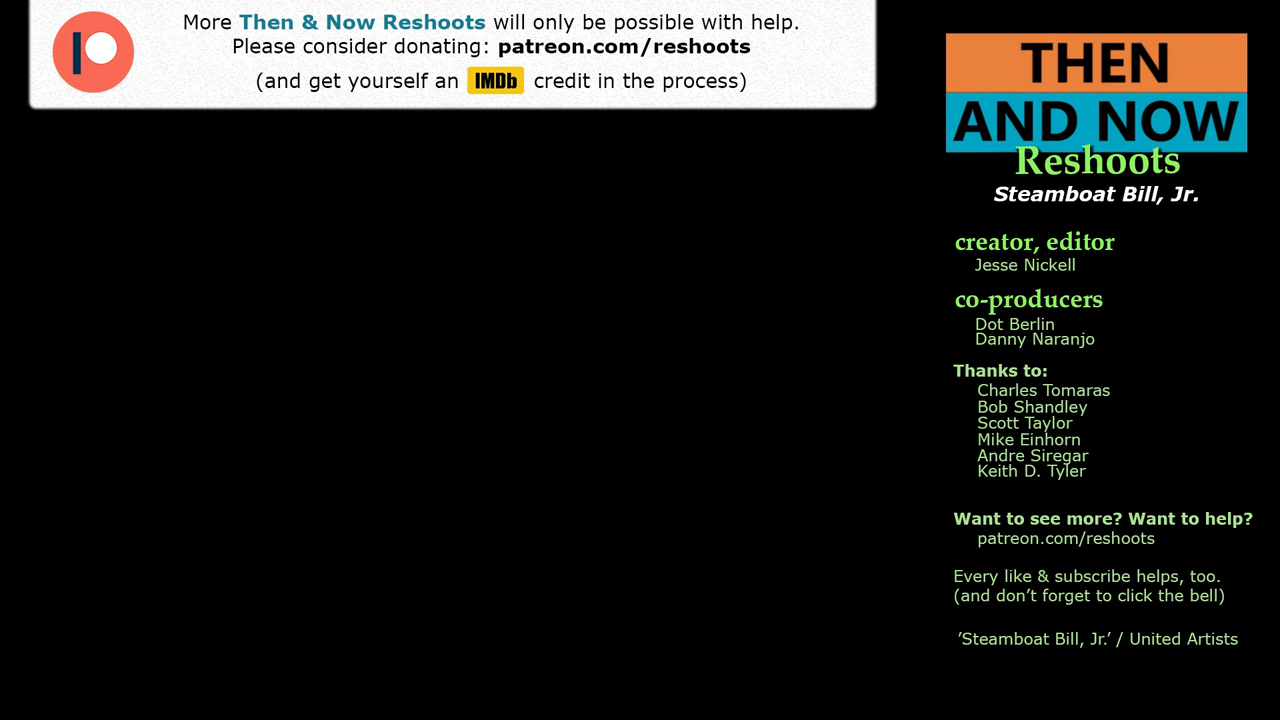 More Then & Now Reshoots will only be possible with help.
Please consider donating: patreon.com/reshoots
(and get yourself an IMDb credit in the process)
THEN
AND NOW
Reshoots
Steamboat Bill, Jr.
creator, editor
Jesse Nickell
co-producers
Dot Berlin
Danny Naranjo
Thanks to:
Charles Tomaras
Bob Shandley
Scott Taylor
Mike Einhorn
Andre Siregar
Keith D. Tyler
Want to see more? Want to help?
patreon.com/reshoots
Every like & subscribe helps, too.
(and don’t forget to click the bell)
’Steamboat Bill, Jr.’ / United Artists